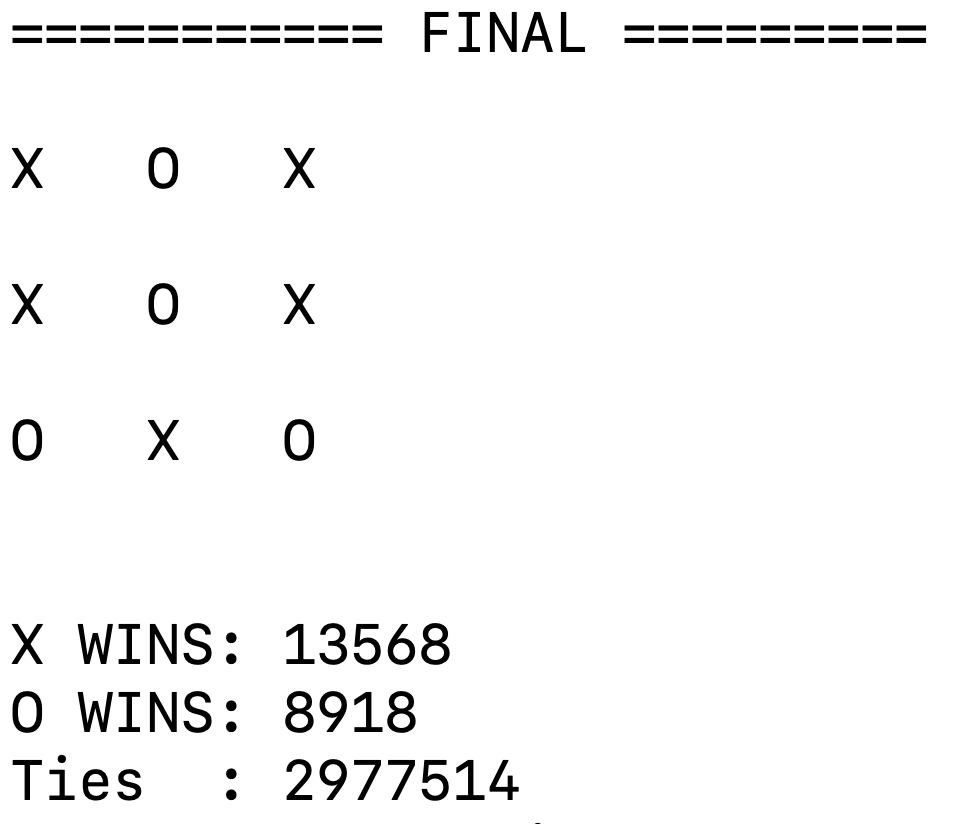 =========== FINAL =========
X   O   X
X   O   X
O   X   O
X WINS: 13568
O WINS: 8918
Ties  : 2977514